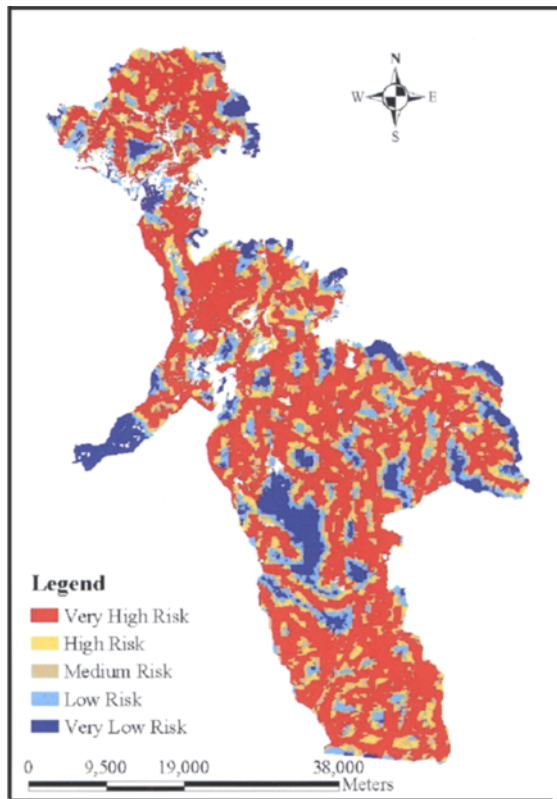 N
W E
S
Legend
Very High Risk
High Risk
Medium Risk
Low Risk
Very Low Risk
0 9,500 19,000 38,000
Meters